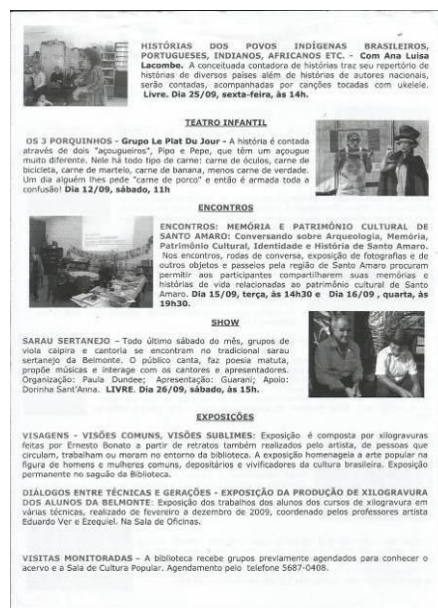 HISTÓRIAS DOS POVOS INDÍGENAS BRASILEIROS,
PORTUGUESES, INDIANOS, AFRICANOS ETC. - Com Ana Luisa
Lacombe. A conceituada contadora de histórias traz seu repertório de
histórias de diversos países além de histórias de autores nacionais,
serão contadas, acompanhadas por canções tocadas com ukelele.
Livre. Dia 25/09, sexta-feira, às 14h.
TEATRO INFANTIL
OS 3 PORQUINHOS - Grupo Le Plat Du Jour - A história é contada
através de dois "açougueiros", Pipo e Pepe, que têm um açougue
muito diferente. Nele há todo tipo de carne: carne de óculos, carne de
bicicleta, carne de martelo, carne de banana, menos carne de verdade.
Um dia alguém lhes pede "carne de porco" e então é armada toda a
confusão! Dia 12/09, sábado, 11h
ENCONTROS
ENCONTROS: MEMÓRIA E PATRIMÔNIO CULTURAL DE
SANTO AMARO: Conversando sobre Arqueologia, Memória,
Patrimônio Cultural, Identidade e História de Santo Amaro.
Nos encontros, rodas de conversa, exposição de fotografias e de
outros objetos e passeios pela região de Santo Amaro procuram
permitir aos participantes compartilharem suas memórias e
histórias de vida relacionadas ao patrimônio cultural de Santo
Amaro. Dia 15/09, terça, às 14h30 e Dia 16/09 , quarta, às
19h30.
SHOW
SARAU SERTANEJO – Todo último sábado do mês, grupos de
viola caipira e cantoria se encontram no tradicional sarau
sertanejo da Belmonte. O público canta, faz poesia matuta,
propõe músicas e interage com os cantores e apresentadores.
Organização: Paula Dundee; Apresentação: Guarani; Apoio:
Dorinha Sant'Anna. LIVRE. Dia 26/09, sábado, às 15h.
EXPOSIÇÕES
VISAGENS - VISÕES COMUNS, VISÕES SUBLIMES: Exposição é composta por xilogravuras
feitas por Ernesto Bonato a partir de retratos também realizados pelo artista, de pessoas que
circulam, trabalham ou moram no entorno da biblioteca. A exposição homenageia a arte popular na
figura de homens e mulheres comuns, depositários e vivificadores da cultura brasileira. Exposição
permanente no saguão da Biblioteca.
DIÁLOGOS ENTRE TÉCNICAS E GERAÇÕES - EXPOSIÇÃO DA PRODUÇÃO DE XILOGRAVURA
DOS ALUNOS DA BELMONTE: Exposição dos trabalhos dos alunos dos cursos de xilogravura em
várias técnicas, realizado de fevereiro a dezembro de 2009, coordenado pelos professores artista
Eduardo Ver e Ezequiel. Na Sala de Oficinas.
VISITAS MONITORADAS – A biblioteca recebe grupos previamente agendados para conhecer o
acervo e a Sala de Cultura Popular. Agendamento pelo telefone 5687-0408.